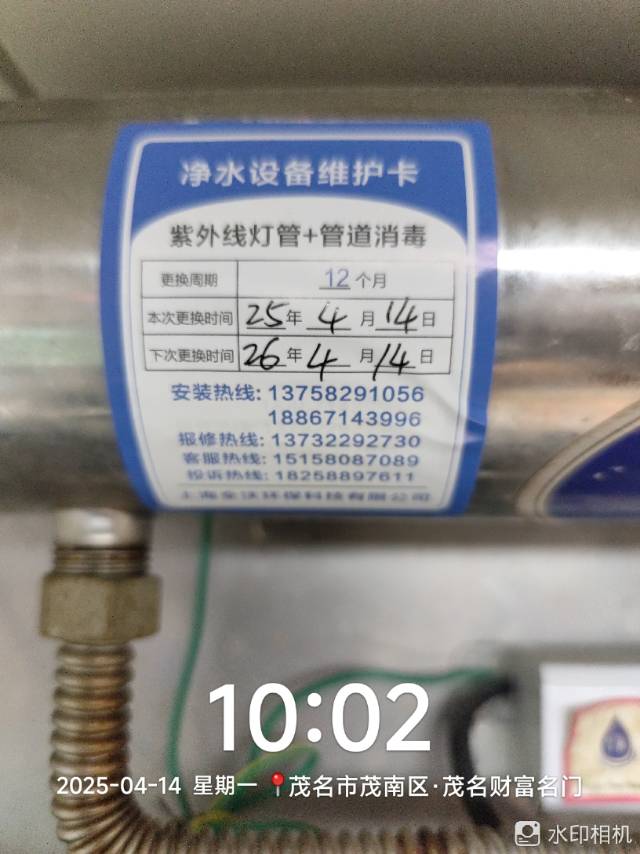 净水设备维护卡
紫外线灯管+管道消毒
更换周期 12个月
本次更换时间 25年 4月 14日
下次更换时间 26年 4月 14日
安装热线: 13758291056
18867143996
报修热线: 13732292730
客服热线: 15158087089
投诉热线: 18258897611
10:02
2025-04-14 星期一 茂名市茂南区·茂名财富名门
水印相机